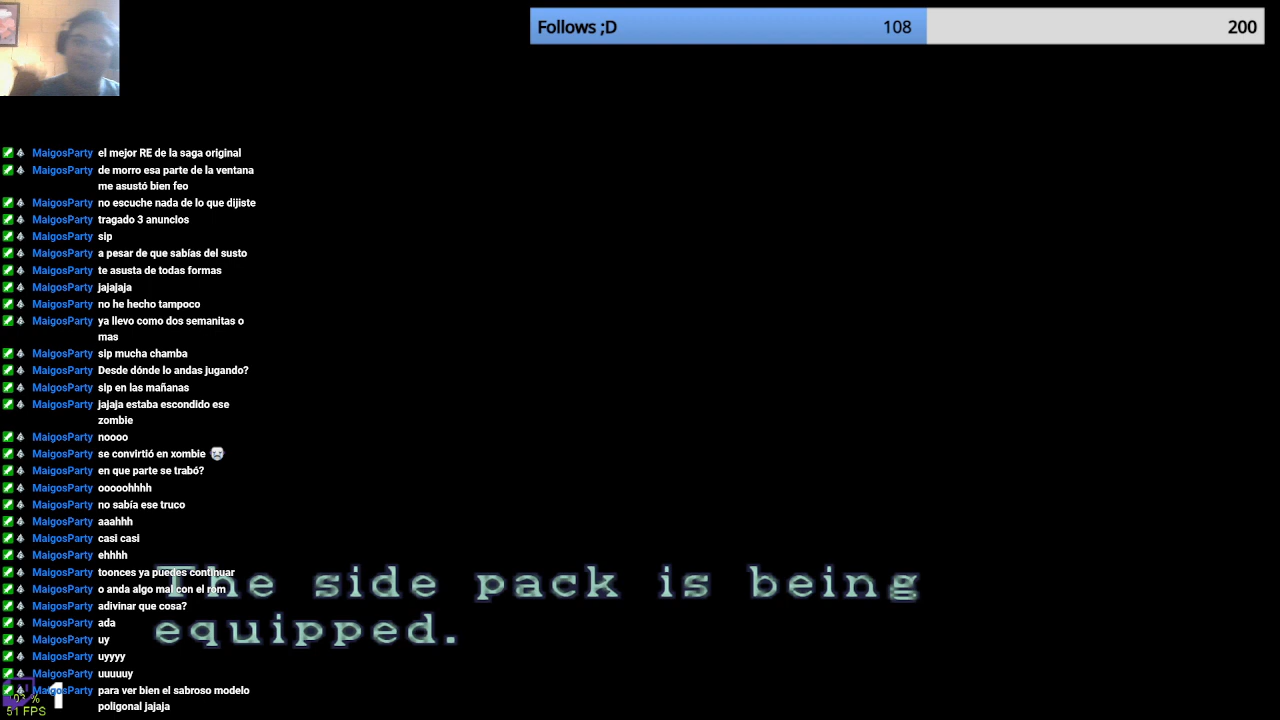 Follows ;D 108 200
MaigosParty el mejor RE de la saga original
MaigosParty de morro esa parte de la ventana
me asustó bien feo
MaigosParty no escuche nada de lo que dijiste
MaigosParty tragado 3 anuncios
MaigosParty sip
MaigosParty a pesar de que sabías del susto
MaigosParty te asusta de todas formas
MaigosParty jajajaja
MaigosParty no he hecho tampoco
MaigosParty ya llevo como dos semanitas o
mas
MaigosParty sip mucha chamba
MaigosParty Desde dónde lo andas jugando?
MaigosParty sip en las mañanas
MaigosParty jajaja estaba escondido ese
zombie
MaigosParty noooo
MaigosParty se convirtió en xombie
MaigosParty en que parte se trabó?
MaigosParty ooooohhhh
MaigosParty no sabía ese truco
MaigosParty aaahhh
MaigosParty casi casi
MaigosParty ehhhh
MaigosParty toonces ya puedes continuar
MaigosParty o anda algo mal con el rom
The side pack is being
equipped.
MaigosParty adivinar que cosa?
MaigosParty ada
MaigosParty uy
MaigosParty uyyyy
MaigosParty uuuuuy
MaigosParty para ver bien el sabroso modelo
poligonal jajaja
1
51 FPS